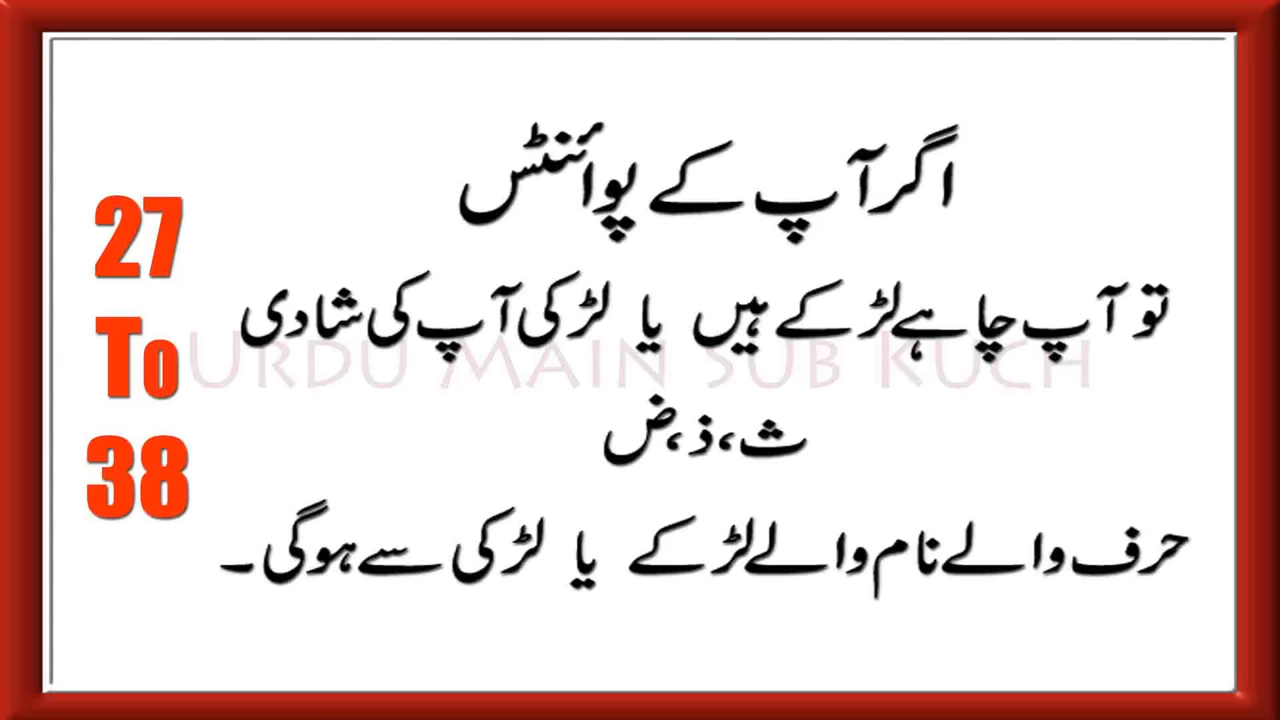 اگر آپ کے پوائنٹس
27
To
38
تو آپ چاہے لڑکے ہیں یا لڑکی آپ کی شادی
ث، ذ، ض
حرف والے نام والے لڑکے یا لڑکی سے ہوگی۔
URDU MAIN SUB KUCH